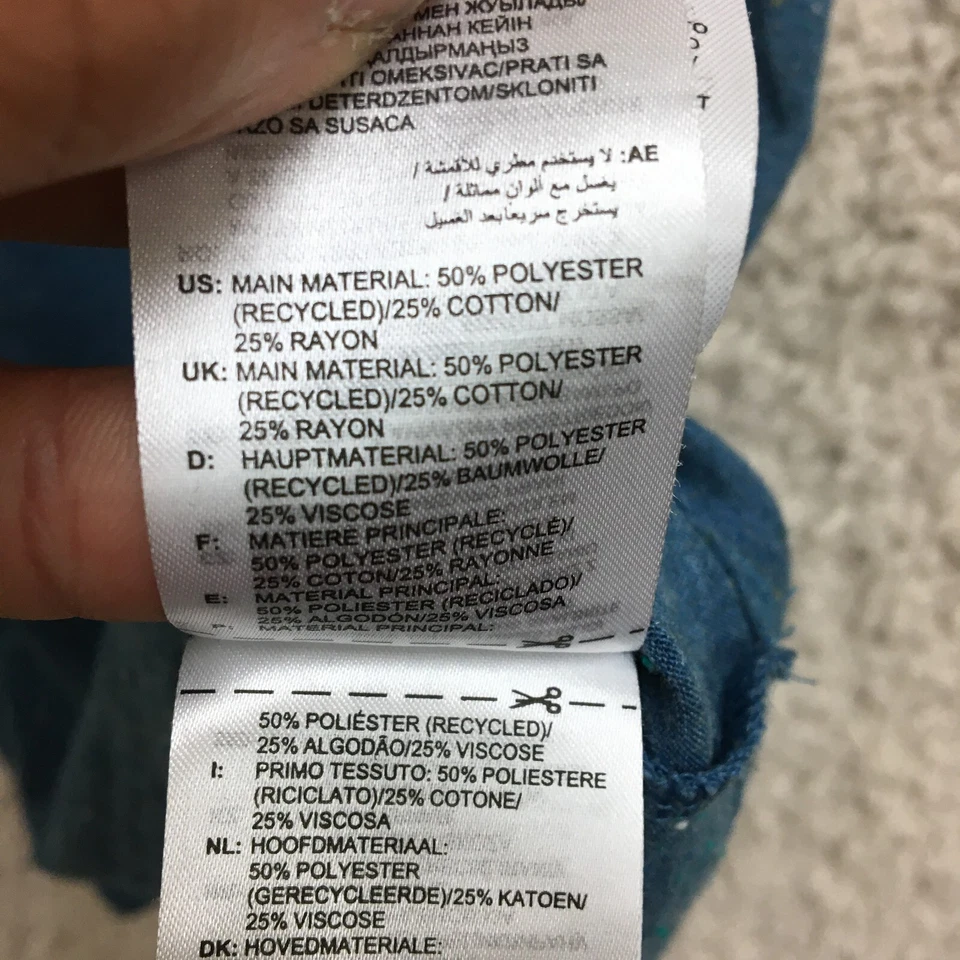 МЕН ЖУЫЛАДЫ
АННАН КЕЙІН
АЛДЫРМАҢЫЗ
OMEKSIVAC/PRATI SA
DETERDZENTOM/SKLONITI
SA SUSACA
AE: لا يستخدم مطري للأقمشة /
يغسل مع ألوان مماثلة /
يستخرج سريعابعد الغسيل
US: MAIN MATERIAL: 50% POLYESTER
(RECYCLED)/25% COTTON/
25% RAYON
UK: MAIN MATERIAL: 50% POLYESTER
(RECYCLED)/25% COTTON/
25% RAYON
D: HAUPTMATERIAL: 50% POLYESTER
(RECYCLED)/25% BAUMWOLLE/
25% VISCOSE
F: MATIERE PRINCIPALE:
50% POLYESTER (RECYCLÉ)/
25% COTON/25% RAYONNE
E: MATERIAL PRINCIPAL:
50% POLIESTER (RECICLADO)/
25% ALGODÓN/25% VISCOSA
P: MATERIAL PRINCIPAL:
50% POLIÉSTER (RECYCLED)/
25% ALGODÃO/25% VISCOSE
I: PRIMO TESSUTO: 50% POLIESTERE
(RICICLATO)/25% COTONE/
25% VISCOSA
NL: HOOFDMATERIAAL:
50% POLYESTER
(GERECYCLEERDE)/25% KATOEN/
25% VISCOSE
DK: HOVEDMATERIALE: